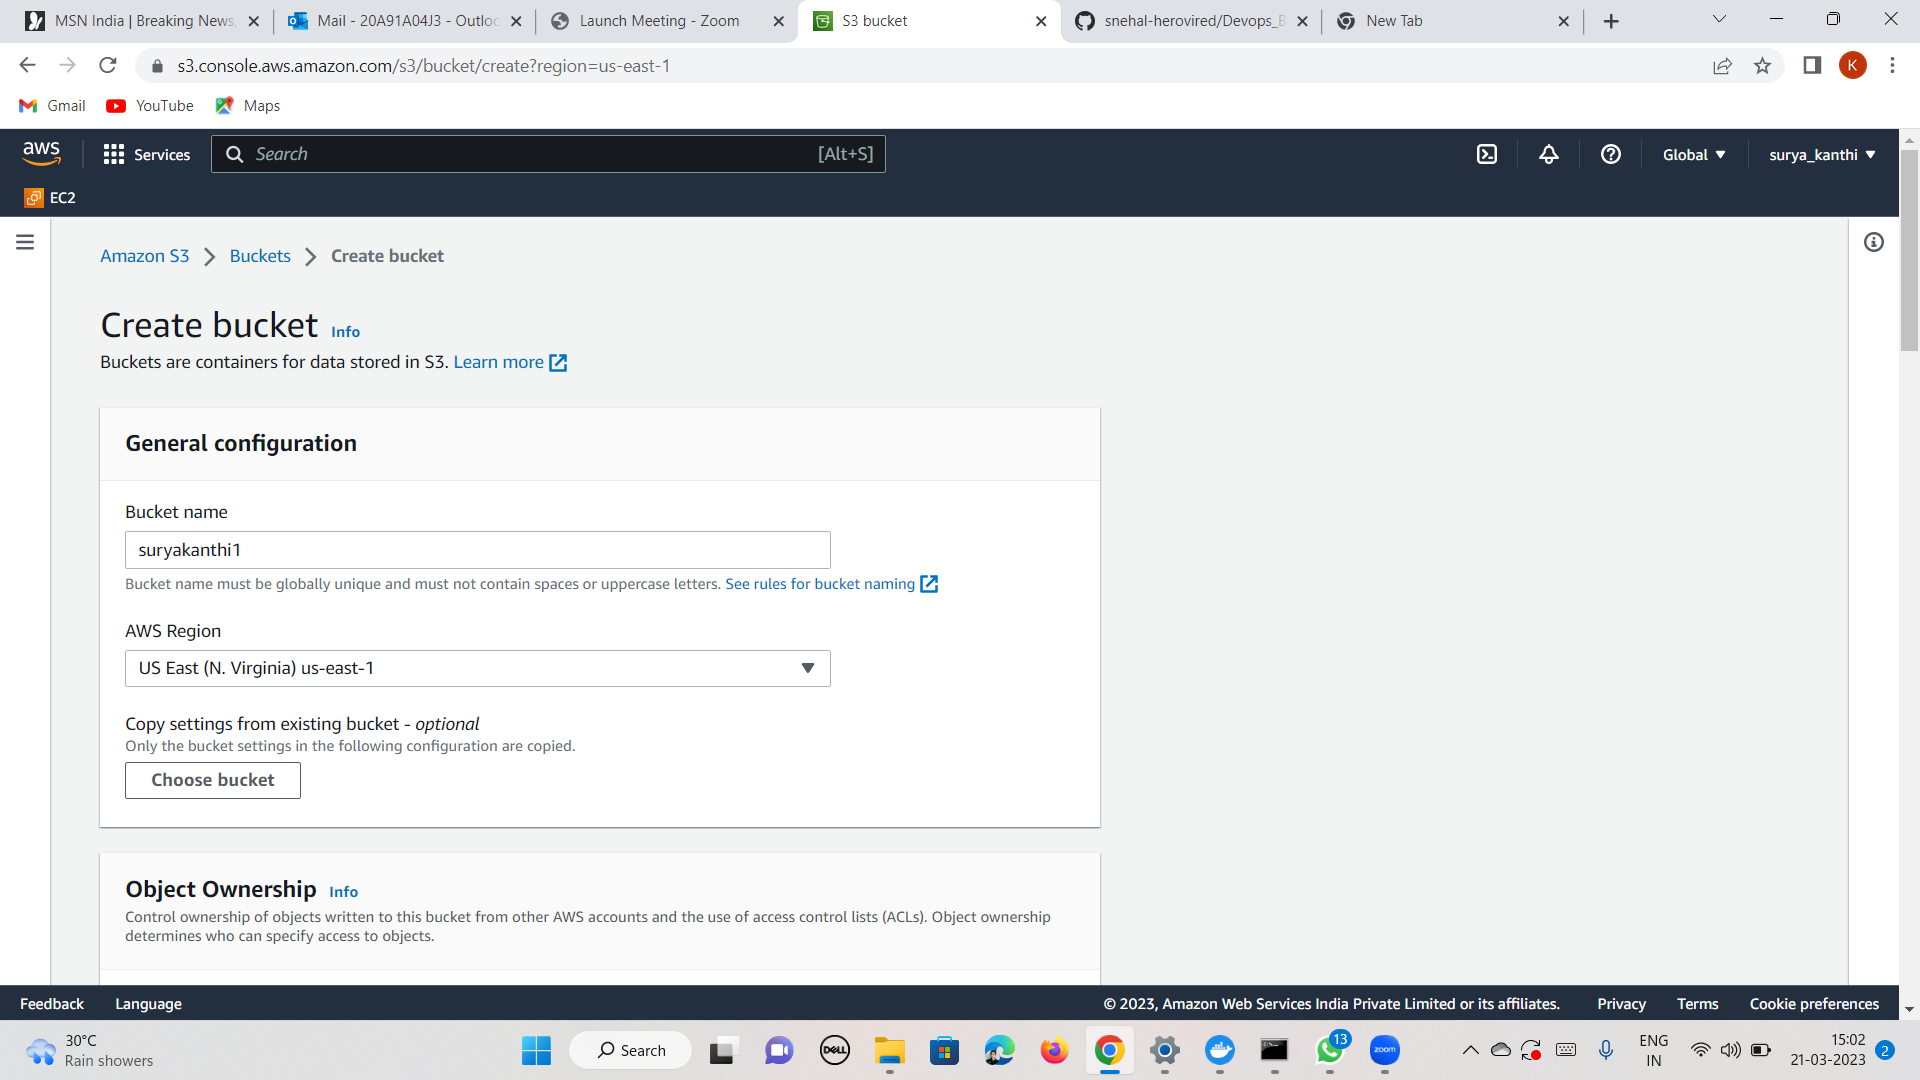 MSN India | Breaking News,
Mail - 20A91A04J3 - Outloo
Launch Meeting - Zoom
S3 bucket
snehal-herovired/Devops_B
New Tab
s3.console.aws.amazon.com/s3/bucket/create?region=us-east-1
K
Gmail
YouTube
Maps
aws
Services
Search
[Alt+S]
Global
surya_kanthi
EC2
Amazon S3
Buckets
Create bucket
Create bucket Info
Buckets are containers for data stored in S3. Learn more
General configuration
Bucket name
suryakanthi1
Bucket name must be globally unique and must not contain spaces or uppercase letters. See rules for bucket naming
AWS Region
US East (N. Virginia) us-east-1
Copy settings from existing bucket - optional
Only the bucket settings in the following configuration are copied.
Choose bucket
Object Ownership Info
Control ownership of objects written to this bucket from other AWS accounts and the use of access control lists (ACLs). Object ownership
determines who can specify access to objects.
Feedback
Language
© 2023, Amazon Web Services India Private Limited or its affiliates.
Privacy
Terms
Cookie preferences
30°C
Rain showers
Search
DELL
13
zoom
ENG
IN
15:02
21-03-2023
2